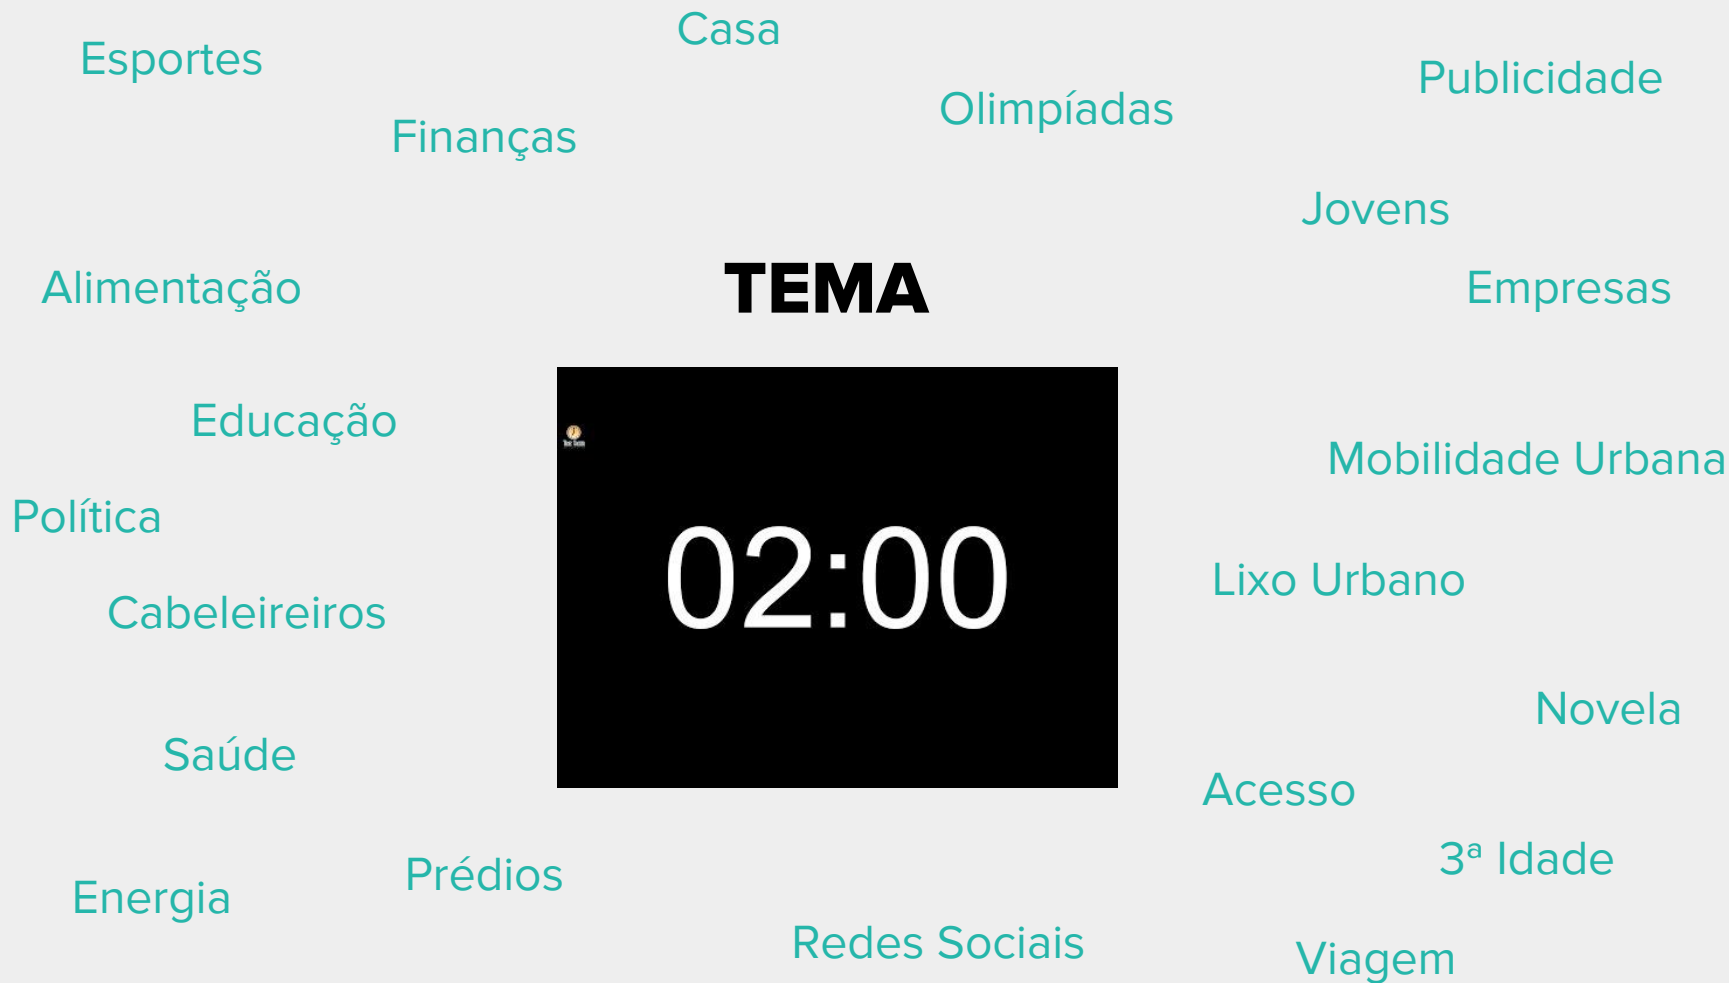 Casa
Esportes
Publicidade
Olimpíadas
Finanças
Jovens
TEMA
Alimentação
Empresas
Educação
Mobilidade Urbana
Política
02:00
Lixo Urbano
Cabeleireiros
Novela
Saúde
Acesso
3ª Idade
Prédios
Energia
Redes Sociais
Viagem